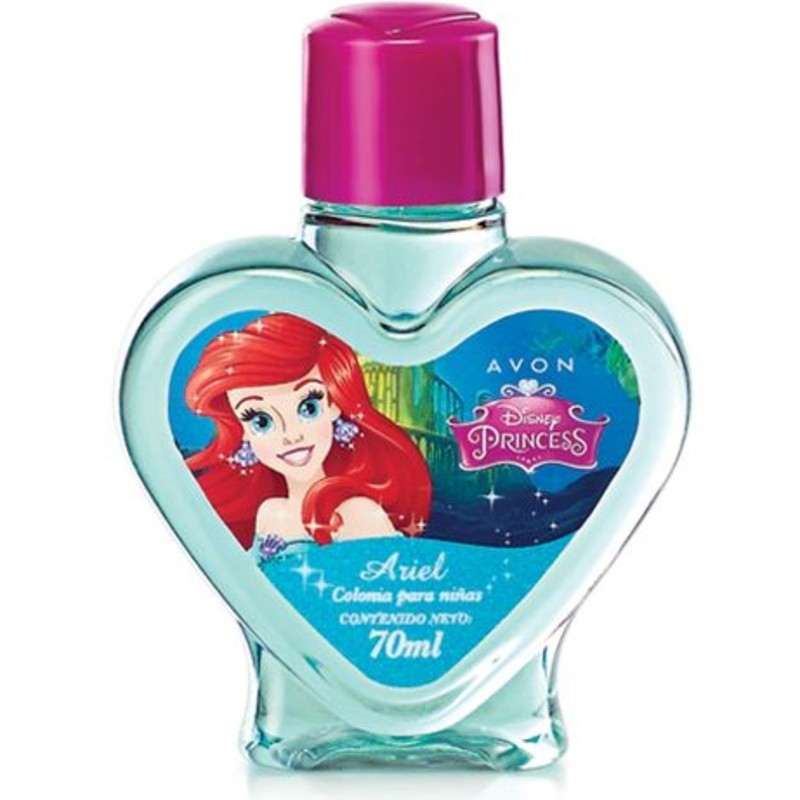 AVON
Disney
PRINCESS
Ariel
Colonia para niñas
CONTENIDO NETO:
70ml